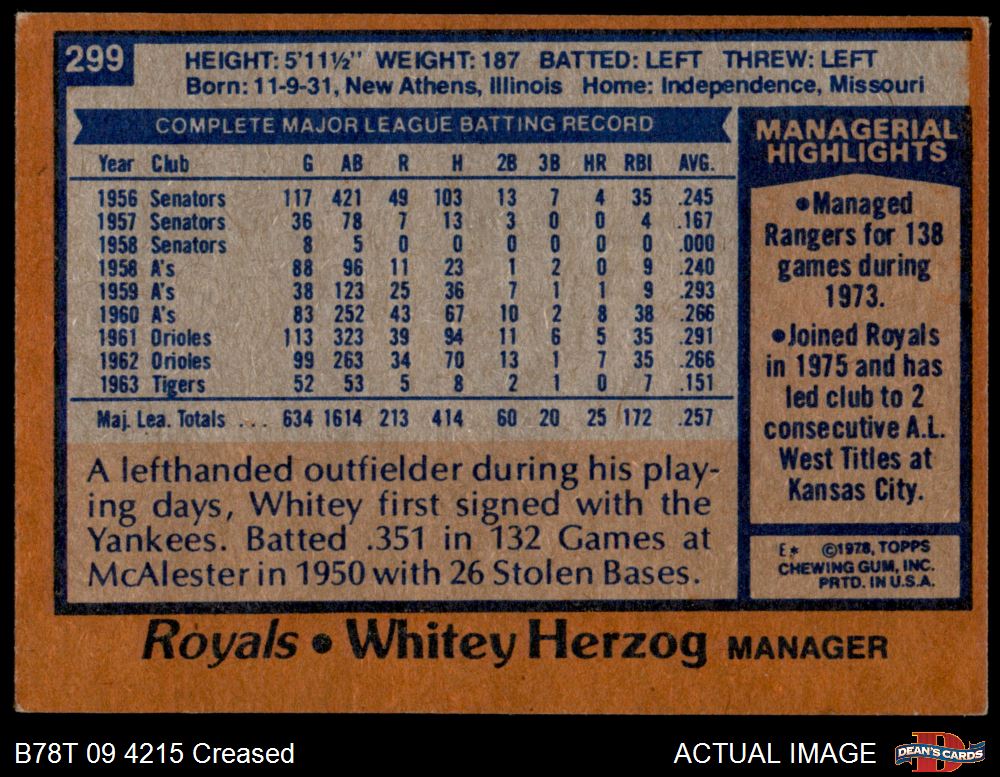 299
HEIGHT: 5'11½" WEIGHT: 187 BATTED: LEFT THREW: LEFT
Born: 11-9-31, New Athens, Illinois Home: Independence, Missouri
COMPLETE MAJOR LEAGUE BATTING RECORD
Year Club G AB R H 2B 3B HR RBI AVG.
1956 Senators 117 421 49 103 13 7 4 35 .245
1957 Senators 36 78 7 13 3 0 0 4 .167
1958 Senators 8 5 0 0 0 0 0 0 .000
1958 A's 88 96 11 23 1 2 0 9 .240
1959 A's 38 123 25 36 7 1 1 9 .293
1960 A's 83 252 43 67 10 2 8 38 .266
1961 Orioles 113 323 39 94 11 6 5 35 .291
1962 Orioles 99 263 34 70 13 1 7 35 .266
1963 Tigers 52 53 5 8 2 1 0 7 .151
Maj. Lea. Totals ... 634 1614 213 414 60 20 25 172 .257
A lefthanded outfielder during his play-
ing days, Whitey first signed with the
Yankees. Batted .351 in 132 Games at
McAlester in 1950 with 26 Stolen Bases.
MANAGERIAL
HIGHLIGHTS
•Managed
Rangers for 138
games during
1973.
•Joined Royals
in 1975 and has
led club to 2
consecutive A.L.
West Titles at
Kansas City.
E* ©1978, TOPPS
CHEWING GUM, INC.
PRTD. IN U.S.A.
Royals • Whitey Herzog MANAGER
B78T 09 4215 Creased
ACTUAL IMAGE
DEAN'S CARDS